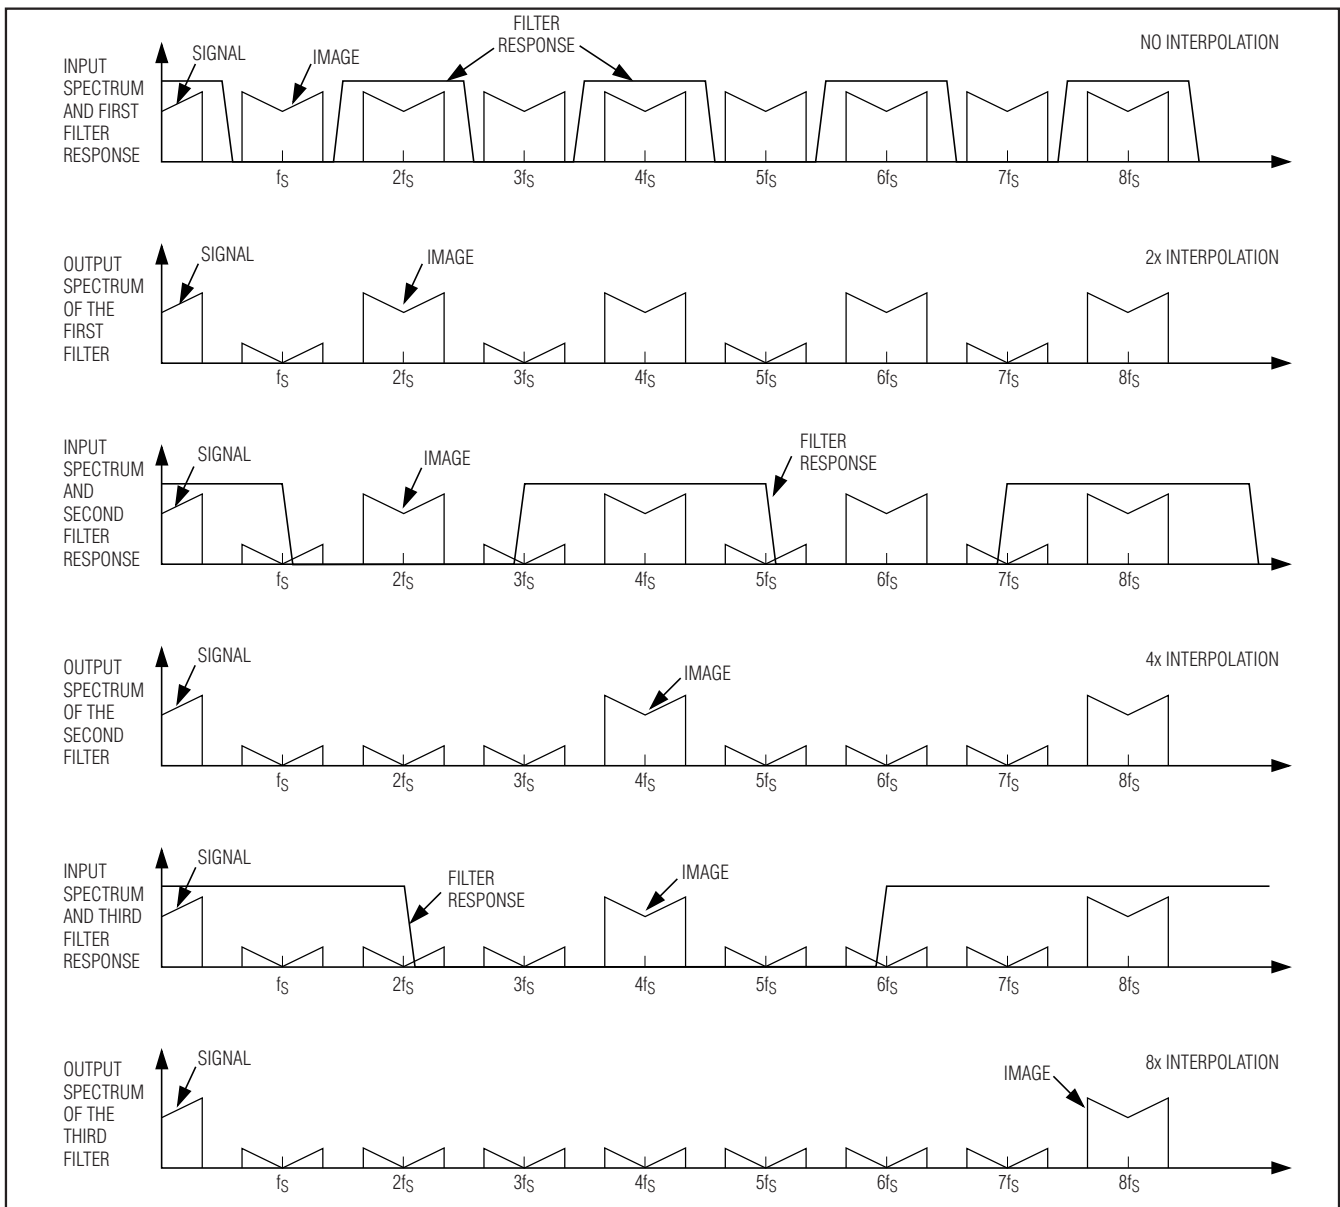 FILTER
RESPONSE
NO INTERPOLATION
SIGNAL
IMAGE
INPUT
SPECTRUM
AND FIRST
FILTER
RESPONSE
fS 2fS 3fS 4fS 5fS 6fS 7fS 8fS
SIGNAL
IMAGE
2x INTERPOLATION
OUTPUT
SPECTRUM
OF THE
FIRST
FILTER
fS 2fS 3fS 4fS 5fS 6fS 7fS 8fS
INPUT
SPECTRUM
AND
SECOND
FILTER
RESPONSE
SIGNAL
IMAGE
FILTER
RESPONSE
fS 2fS 3fS 4fS 5fS 6fS 7fS 8fS
SIGNAL
IMAGE
4x INTERPOLATION
OUTPUT
SPECTRUM
OF THE
SECOND
FILTER
fS 2fS 3fS 4fS 5fS 6fS 7fS 8fS
SIGNAL
FILTER
RESPONSE
IMAGE
INPUT
SPECTRUM
AND THIRD
FILTER
RESPONSE
fS 2fS 3fS 4fS 5fS 6fS 7fS 8fS
SIGNAL
IMAGE
8x INTERPOLATION
OUTPUT
SPECTRUM
OF THE
THIRD
FILTER
fS 2fS 3fS 4fS 5fS 6fS 7fS 8fS